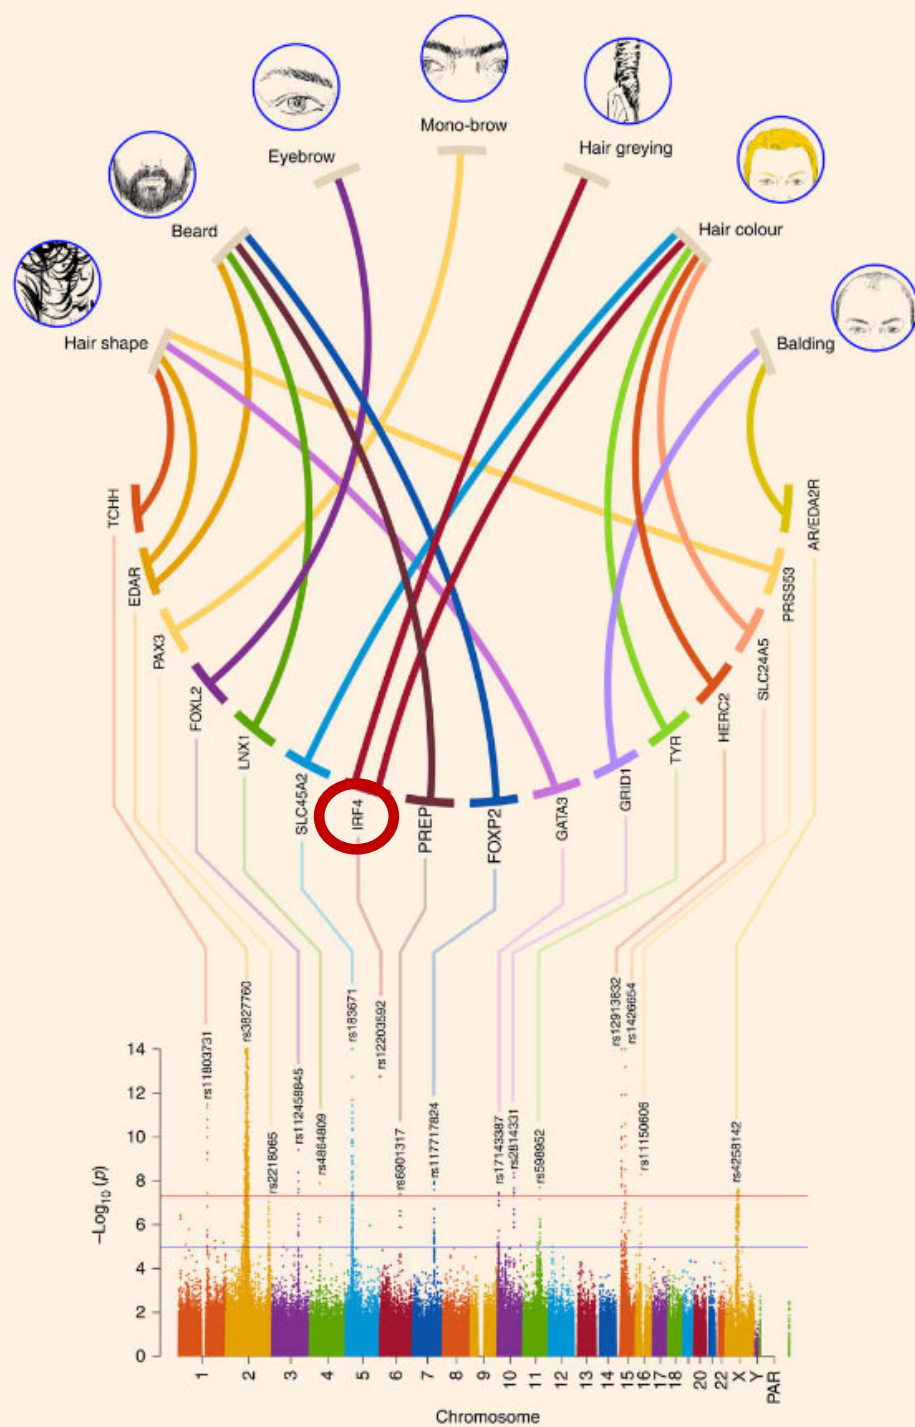 Mono-brow
Eyebrow
Hair greying
Beard
Hair colour
Hair shape
Balding
TCHH
EDAR
PAX3
FOXL2
LNX1
SLC45A2
IRF4
PREP
FOXP2
GATA3
GRID1
TYR
HERC2
SLC24A5
PRSS53
AR/EDA2R
rs11803731
rs3827760
rs2218065
rs112458845
rs4864809
rs183671
rs12203592
rs6901317
rs117717824
rs17143387
rs2814331
rs598952
rs12913832
rs1426654
rs11150606
rs4258142
−Log10 (p)
14
12
10
8
6
4
2
0
1
2
3
4
5
6
7
8
9
10
11
12
13
14
15
16
17
18
20
22
X
Y
PAR
Chromosome